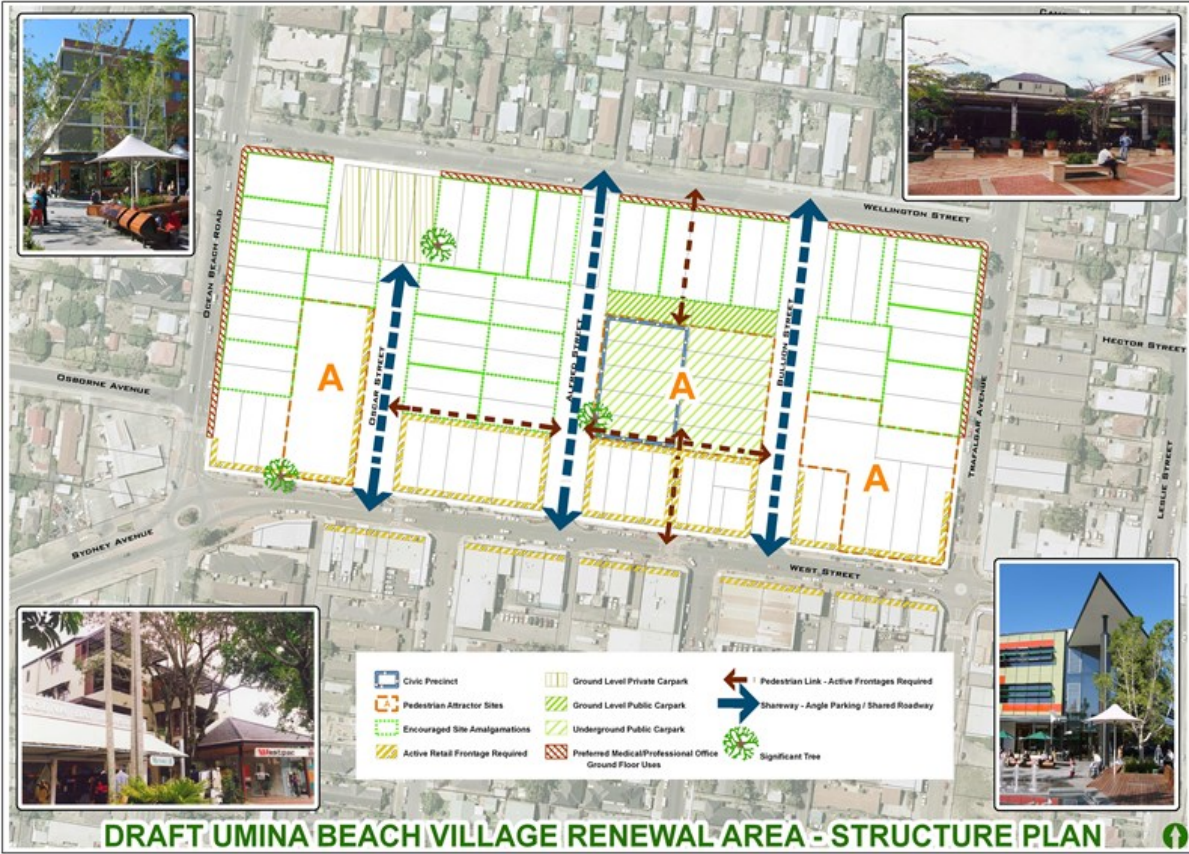 WELLINGTON STREET
OCEAN BEACH ROAD
HECTOR STREET
OSBORNE AVENUE
OSCAR STREET
ALFRED STREET
BULLION STREET
TRAFALGAR AVENUE
LESLIE STREET
A
A
A
SYDNEY AVENUE
WEST STREET
Civic Precinct
A
Pedestrian Attractor Sites
Encouraged Site Amalgamations
Active Retail Frontage Required
Ground Level Private Carpark
Ground Level Public Carpark
Underground Public Carpark
Preferred Medical/Professional Office
Ground Floor Uses
Pedestrian Link - Active Frontages Required
Shareway - Angle Parking / Shared Roadway
Significant Tree
Westpac
DRAFT UMINA BEACH VILLAGE RENEWAL AREA - STRUCTURE PLAN